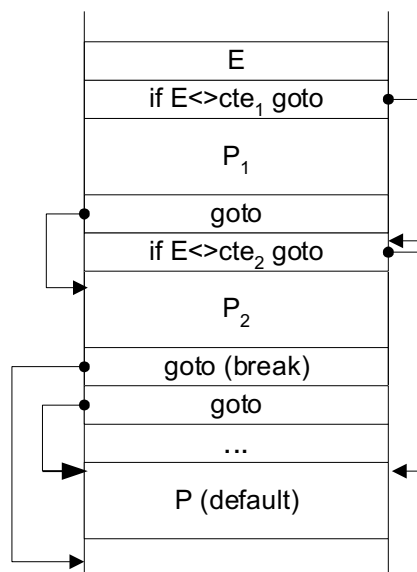 E
if E<>cte₁ goto
P₁
goto
if E<>cte₂ goto
P₂
goto (break)
goto
...
P (default)